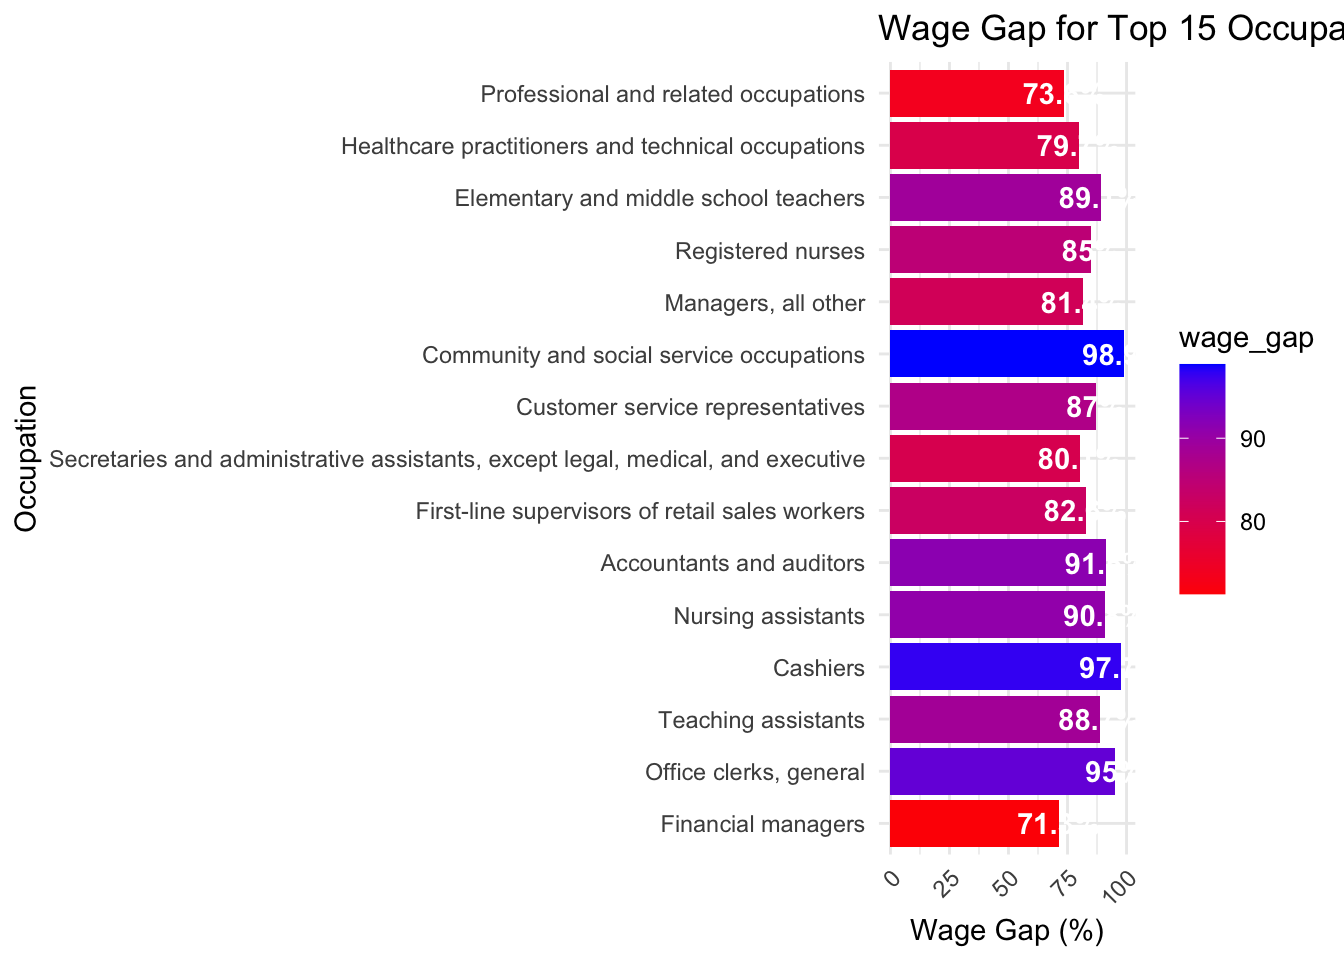 Wage Gap for Top 15 Occupa
Professional and related occupations 73.
Healthcare practitioners and technical occupations 79.
Elementary and middle school teachers 89.
Registered nurses 85
Managers, all other 81.
Community and social service occupations 98.
Customer service representatives 87
Secretaries and administrative assistants, except legal, medical, and executive 80.
First-line supervisors of retail sales workers 82.
Accountants and auditors 91.
Nursing assistants 90.
Cashiers 97.
Teaching assistants 88.
Office clerks, general 95
Financial managers 71.
Occupation
0 25 50 75 100
Wage Gap (%)
wage_gap
90
80